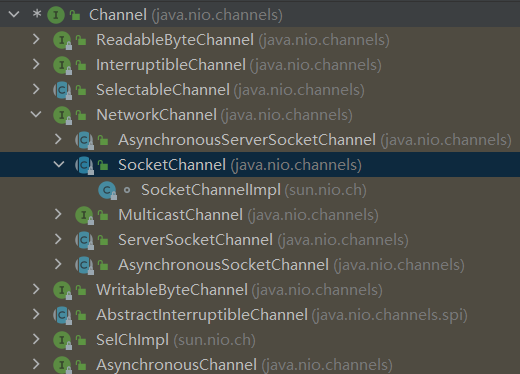 * Channel (java.nio.channels)
ReadableByteChannel (java.nio.channels)
InterruptibleChannel (java.nio.channels)
SelectableChannel (java.nio.channels)
NetworkChannel (java.nio.channels)
AsynchronousServerSocketChannel (java.nio.channels)
SocketChannel (java.nio.channels)
SocketChannelImpl (sun.nio.ch)
MulticastChannel (java.nio.channels)
ServerSocketChannel (java.nio.channels)
AsynchronousSocketChannel (java.nio.channels)
WritableByteChannel (java.nio.channels)
AbstractInterruptibleChannel (java.nio.channels.spi)
SelChImpl (sun.nio.ch)
AsynchronousChannel (java.nio.channels)